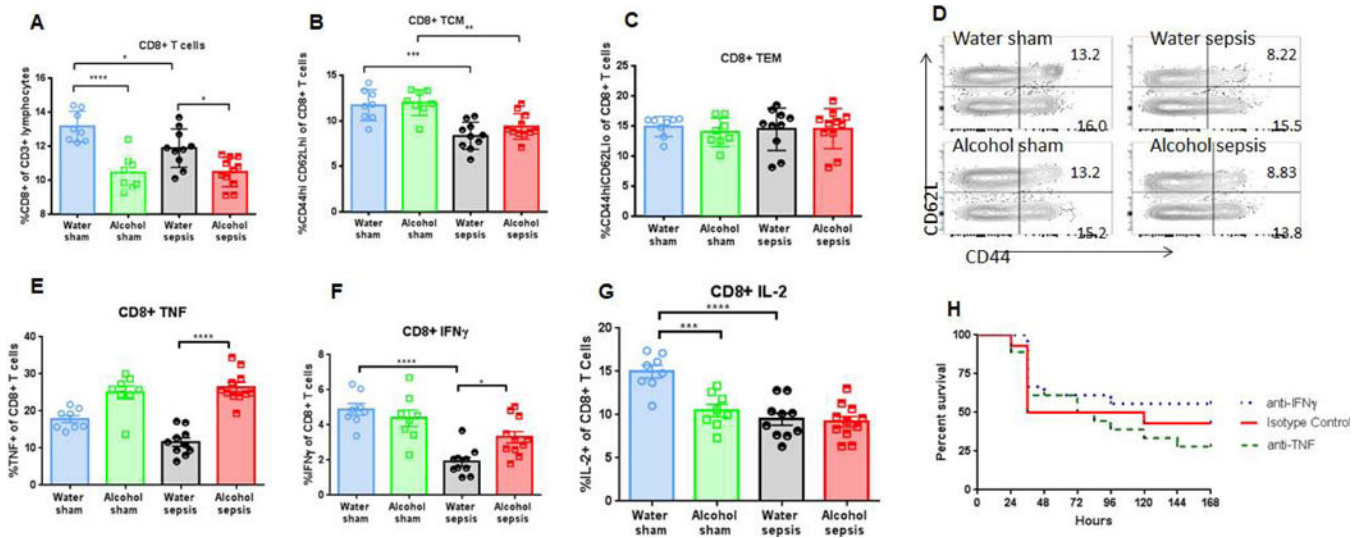 A
CD8+ T cells
*
****
*
%CD8+ of CD3+ lymphocytes
16
14
12
10
8
Water sham
Alcohol sham
Water sepsis
Alcohol sepsis
B
CD8+ TCM
**
***
%CD44hi CD62Lhi of CD8+ T cells
20
15
10
5
0
Water sham
Alcohol sham
Water sepsis
Alcohol sepsis
C
CD8+ TEM
%CD44hiCD62Llo of CD8+ T cells
25
20
15
10
5
0
Water sham
Alcohol sham
Water sepsis
Alcohol sepsis
D
Water sham
13.2
16.0
Water sepsis
8.22
15.5
Alcohol sham
13.2
15.2
Alcohol sepsis
8.83
13.8
CD62L
CD44
E
CD8+ TNF
****
%TNF+ of CD8+ T Cells
40
30
20
10
0
Water sham
Alcohol sham
Water sepsis
Alcohol sepsis
F
CD8+ IFNγ
****
*
%IFNγ of CD8+ T cells
8
6
4
2
0
Water sham
Alcohol sham
Water sepsis
Alcohol sepsis
G
CD8+ IL-2
****
***
%IL-2+ of CD8+ T Cells
20
15
10
5
0
Water sham
Alcohol sham
Water sepsis
Alcohol sepsis
H
Percent survival
100
75
50
25
0
0 24 48 72 96 120 144 168
Hours
anti-IFNγ
Isotype Control
anti-TNF